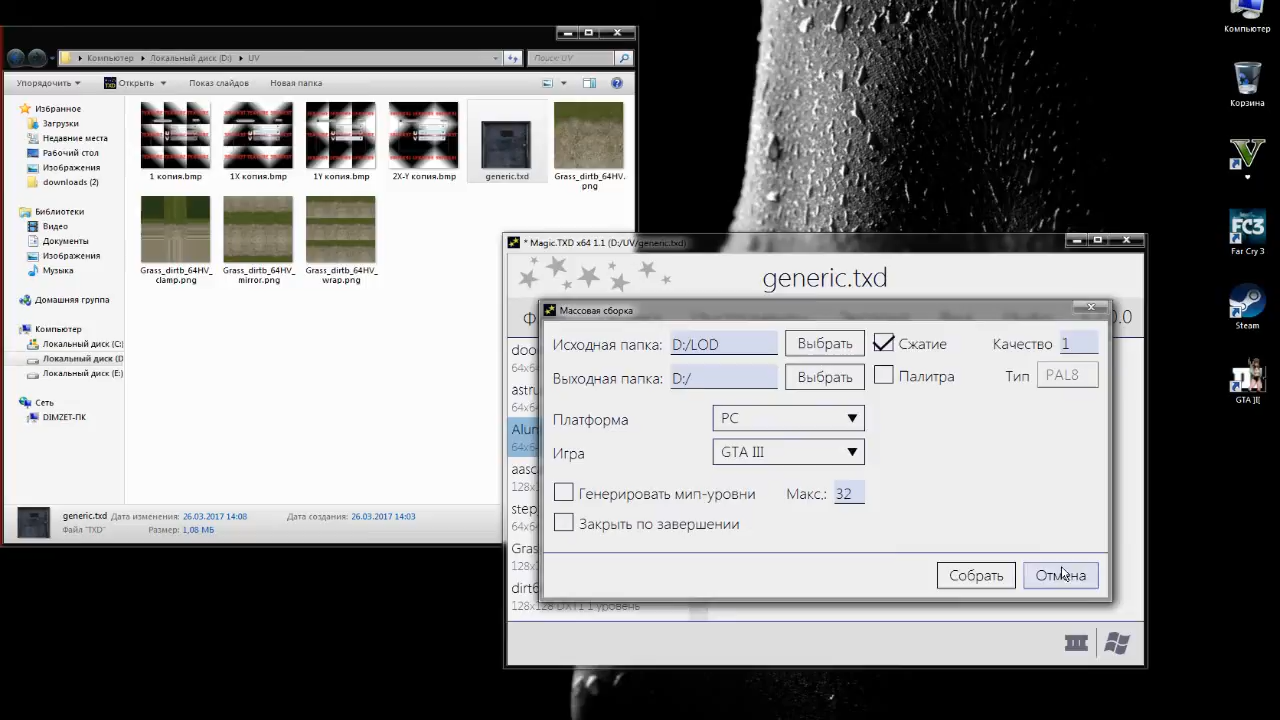 Компьютер
Корзина
Far Cry 3
Steam
GTA ]I[
Компьютер
Локальный диск (D:)
UV
Поиск: UV
Упорядочить
Открыть
Показ слайдов
Новая папка
Избранное
Загрузки
Недавние места
Рабочий стол
Изображения
downloads (2)
Библиотеки
Видео
Документы
Изображения
Музыка
Домашняя группа
Компьютер
Локальный диск (C:
Локальный диск (D
Локальный диск (E:)
Сеть
DIMZET-ПК
1 копия.bmp
1X копия.bmp
1Y копия.bmp
2X-Y копия.bmp
generic.txd
Grass_dirtb_64HV.
png
Grass_dirtb_64HV_
clamp.png
Grass_dirtb_64HV_
mirror.png
Grass_dirtb_64HV_
wrap.png
generic.txd
Дата изменения: 26.03.2017 14:08
Дата создания: 26.03.2017 14:03
Файл "TXD"
Размер: 1,08 МБ
* Magic.TXD x64 1.1 (D:/UV/generic.txd)
generic.txd
Массовая сборка
Исходная папка: D:/LOD Выбрать
Сжатие
Качество 1
Выходная папка: D:/ Выбрать
Палитра
Тип PAL8
Платформа PC
Игра GTA III
Генерировать мип-уровни
Макс.: 32
Закрыть по завершении
Собрать
Отмена
128x128 DXT1 1 уровень